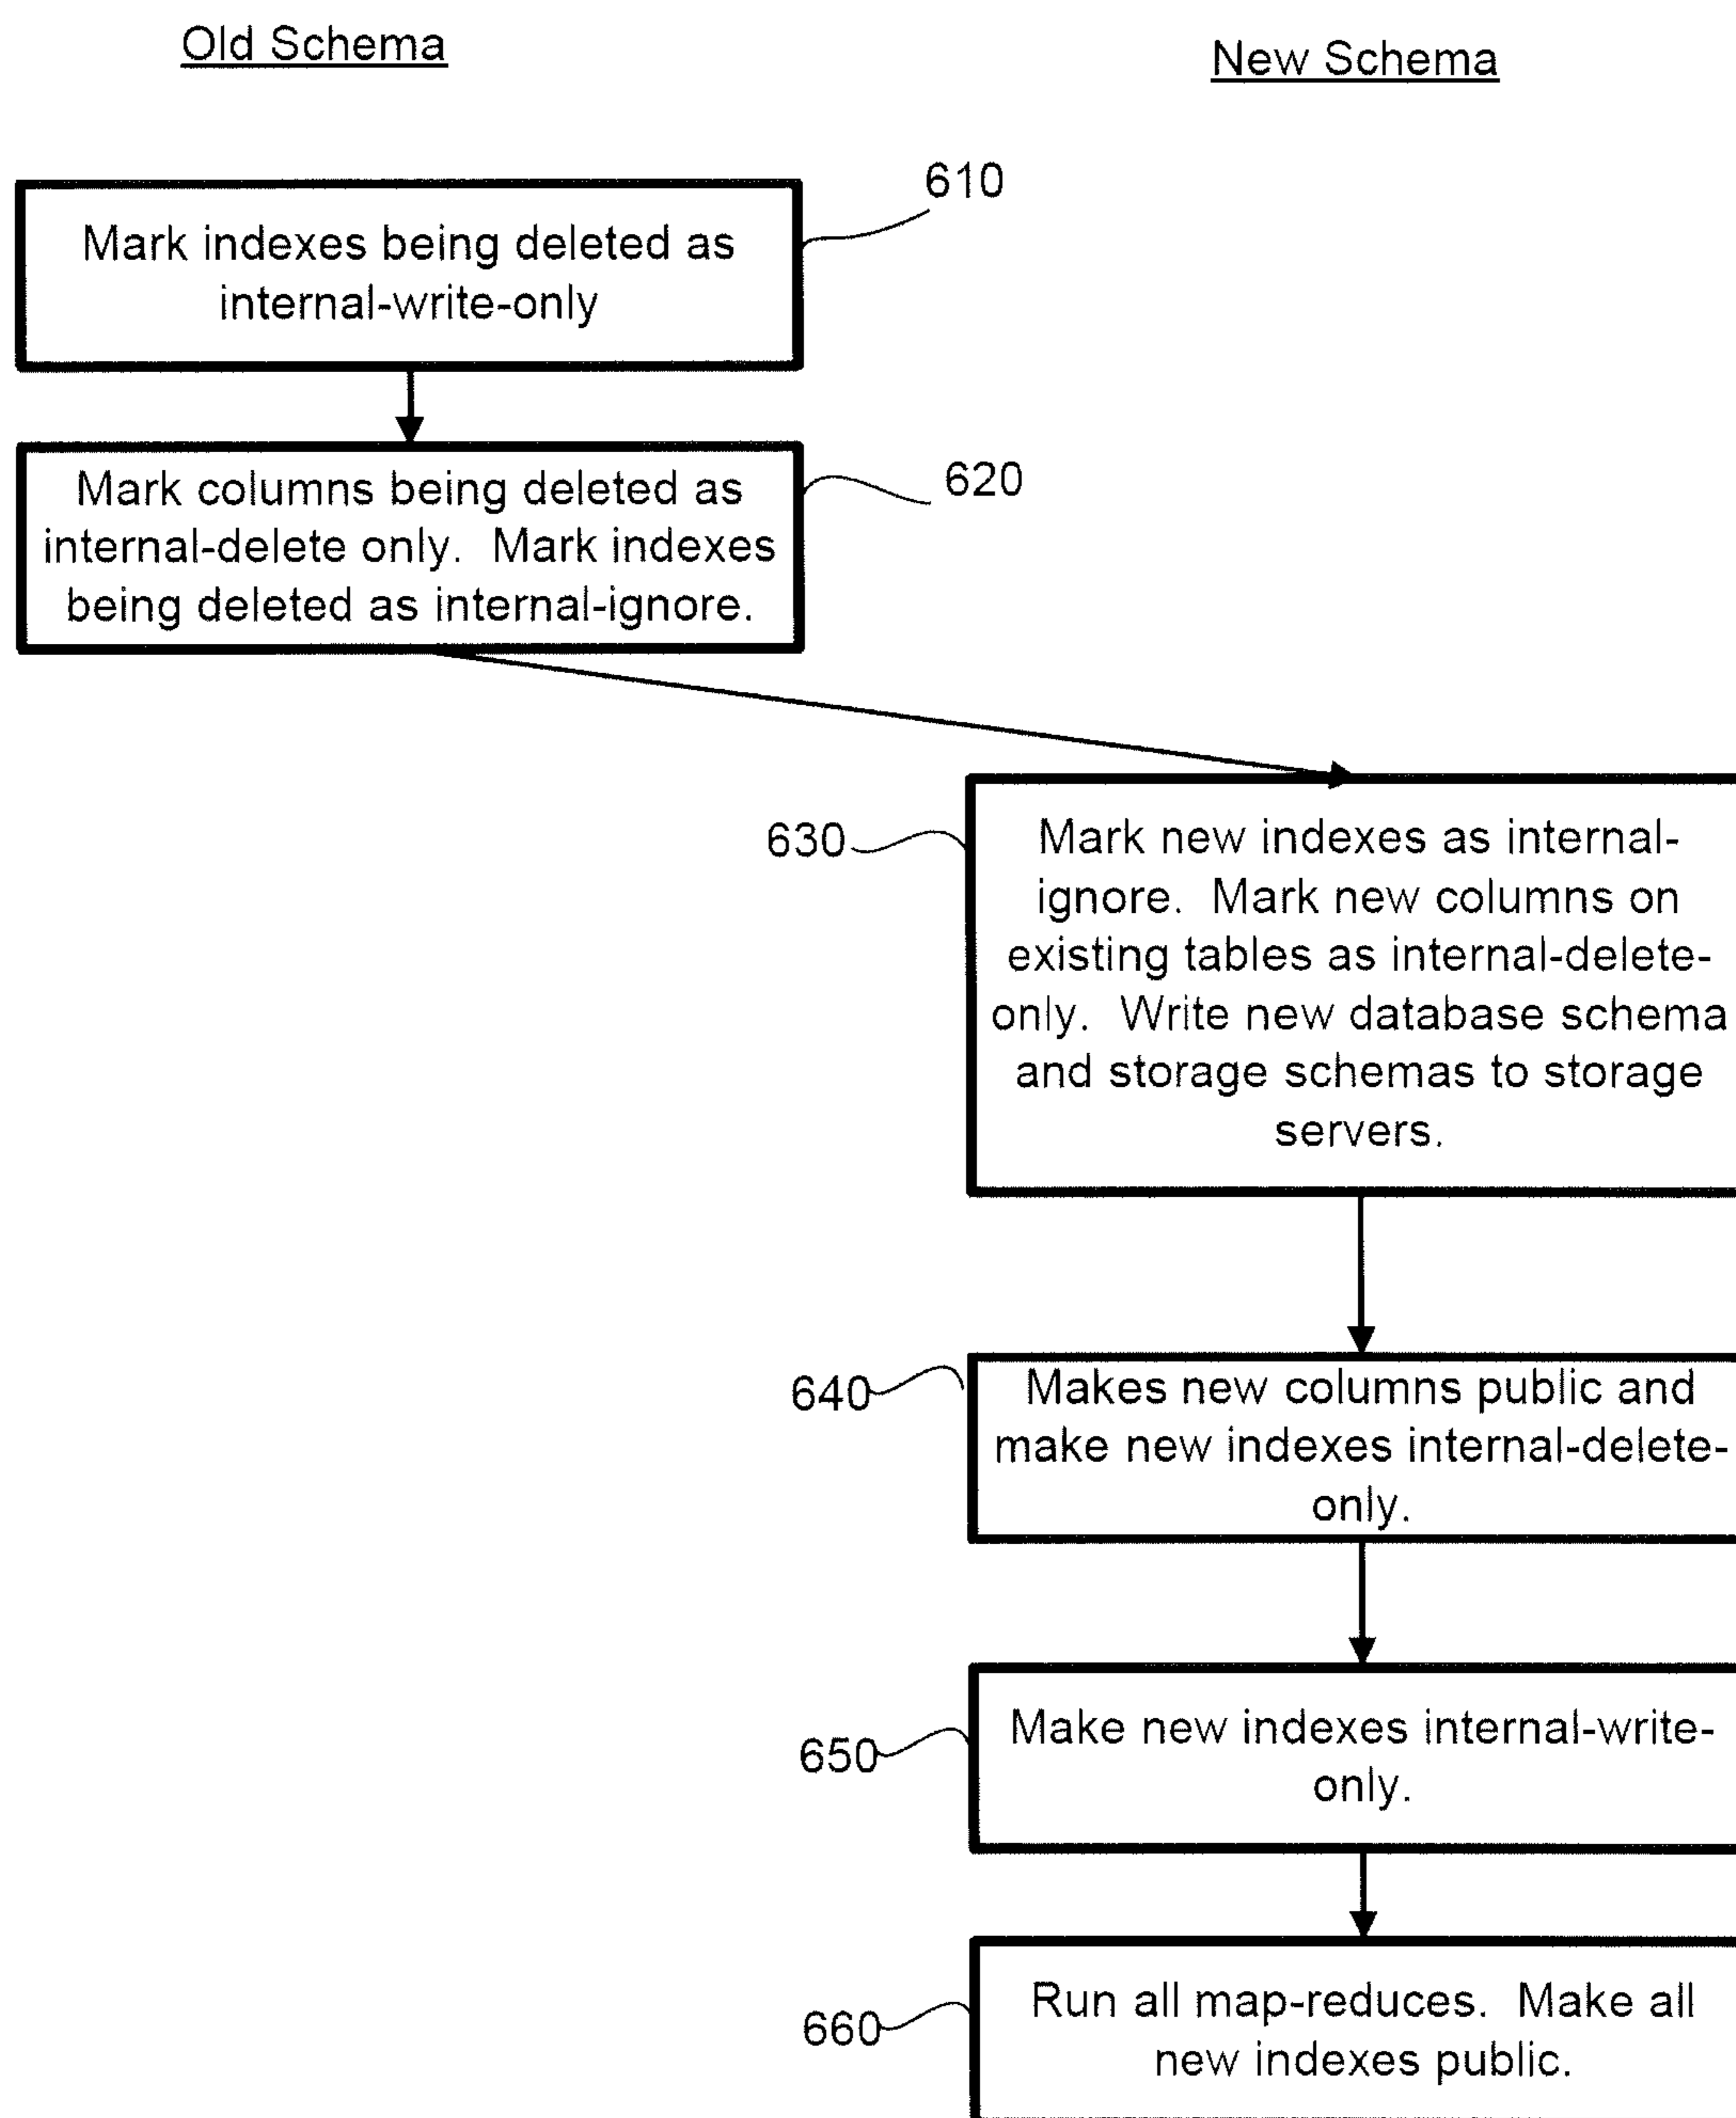 Old Schema
New Schema
610
Mark indexes being deleted as
internal-write-only
620
Mark columns being deleted as
internal-delete only. Mark indexes
being deleted as internal-ignore.
630
Mark new indexes as internal-
ignore. Mark new columns on
existing tables as internal-delete-
only. Write new database schema
and storage schemas to storage
servers.
640
Makes new columns public and
make new indexes internal-delete-
only.
650
Make new indexes internal-write-
only.
660
Run all map-reduces. Make all
new indexes public.